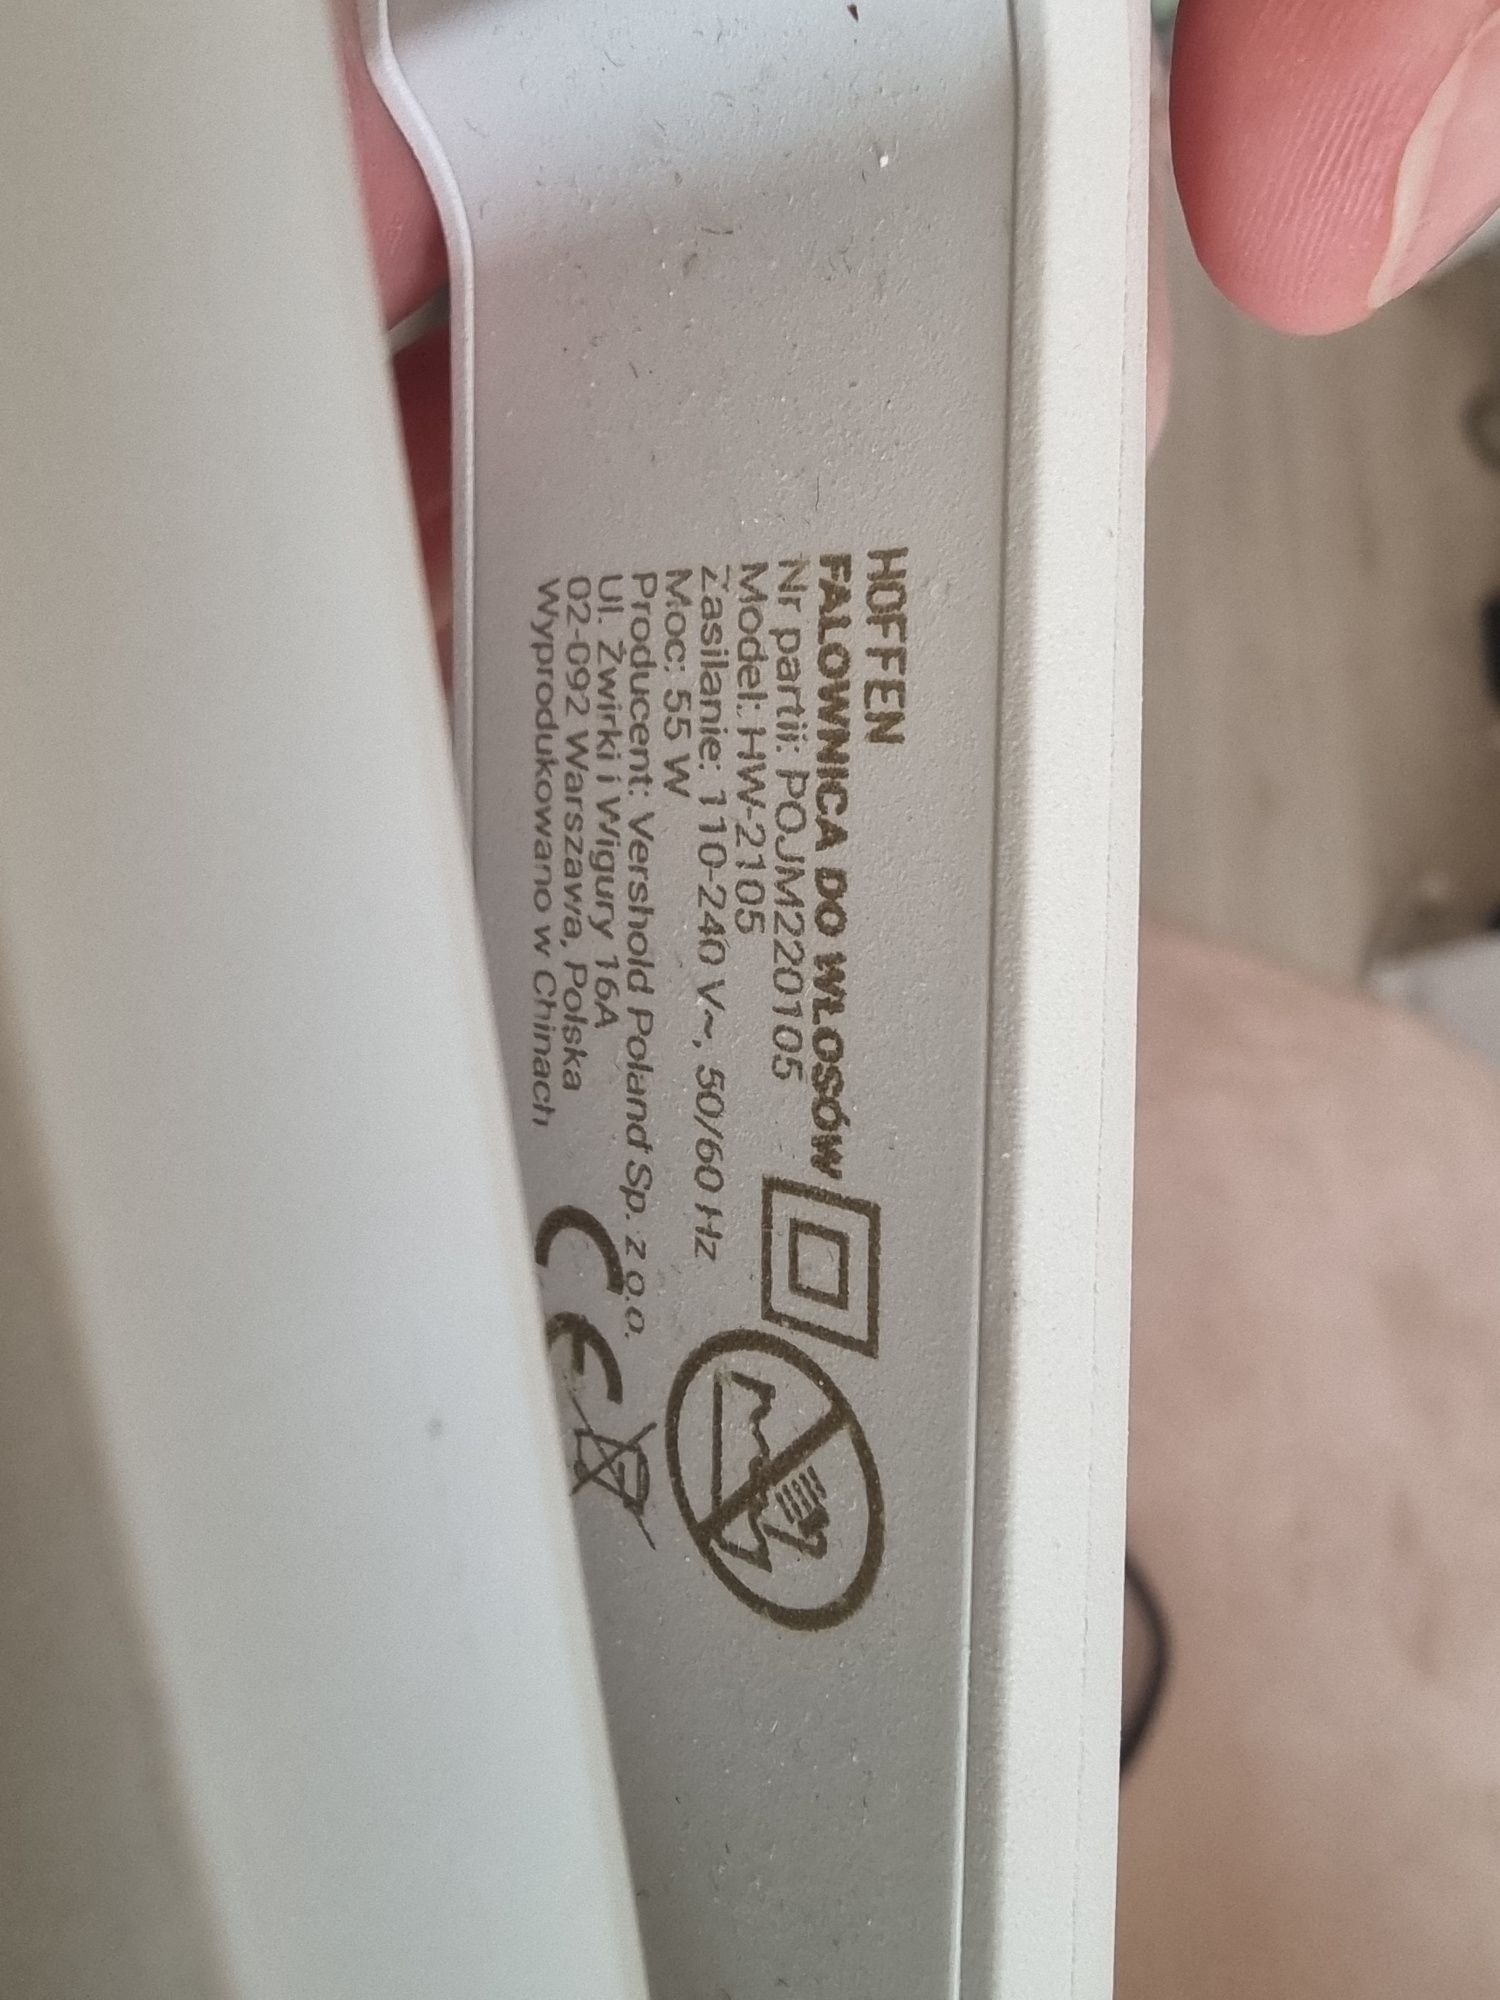 HOFFEN
FALOWNICA DO WŁOSÓW
Nr partii: POJM220105
Model: HW-2105
Zasilanie: 110-240 V~, 50/60 Hz
Moc: 55 W
Producent: Vershold Poland Sp. z o.o.
Ul. Żwirki i Wigury 16A
02-092 Warszawa, Polska
Wyprodukowano w Chinach
CE